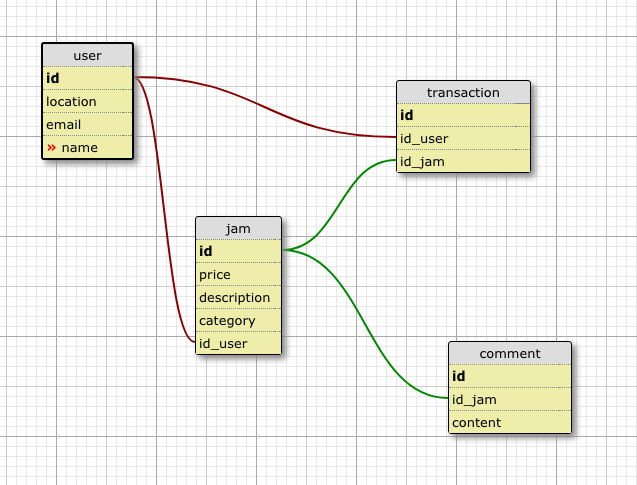 user
id
location
email
» name
transaction
id
id_user
id_jam
jam
id
price
description
category
id_user
comment
id
id_jam
content